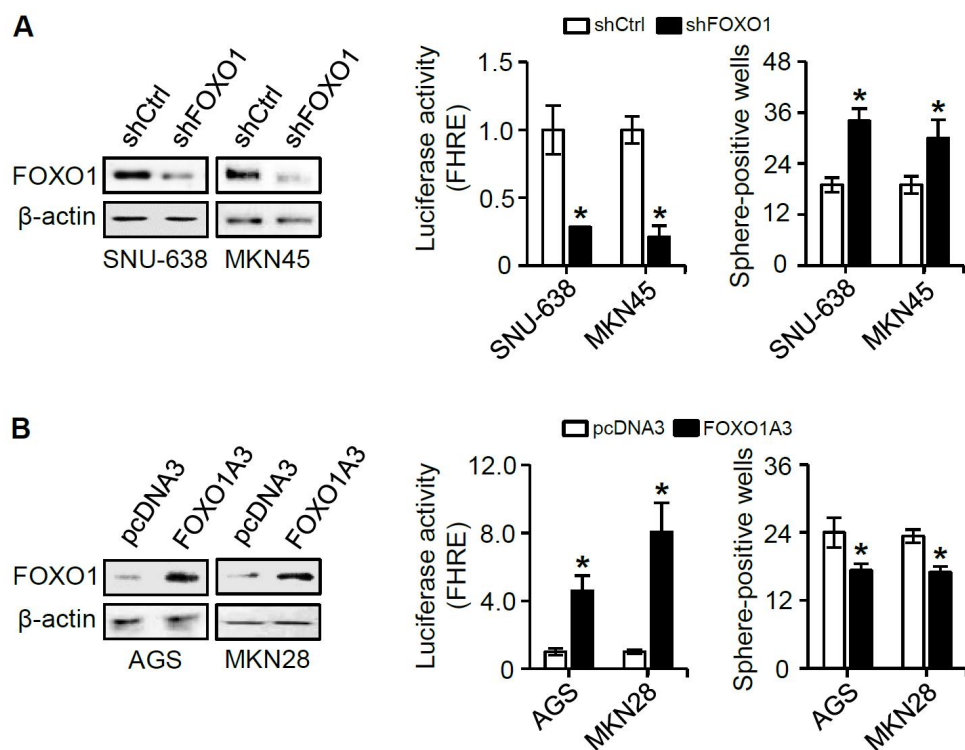 A
shCtrl
shFOXO1
shCtrl
shFOXO1
FOXO1
β-actin
SNU-638 MKN45
shCtrl shFOXO1
Luciferase activity
(FHRE)
1.5
1.0
0.5
0
* *
SNU-638
MKN45
Sphere-positive wells
48
36
24
12
0
* *
SNU-638
MKN45
B
pcDNA3
FOXO1A3
pcDNA3
FOXO1A3
FOXO1
β-actin
AGS MKN28
pcDNA3 FOXO1A3
Luciferase activity
(FHRE)
12.0
8.0
4.0
0
* *
AGS
MKN28
Sphere-positive wells
36
24
12
0
* *
AGS
MKN28